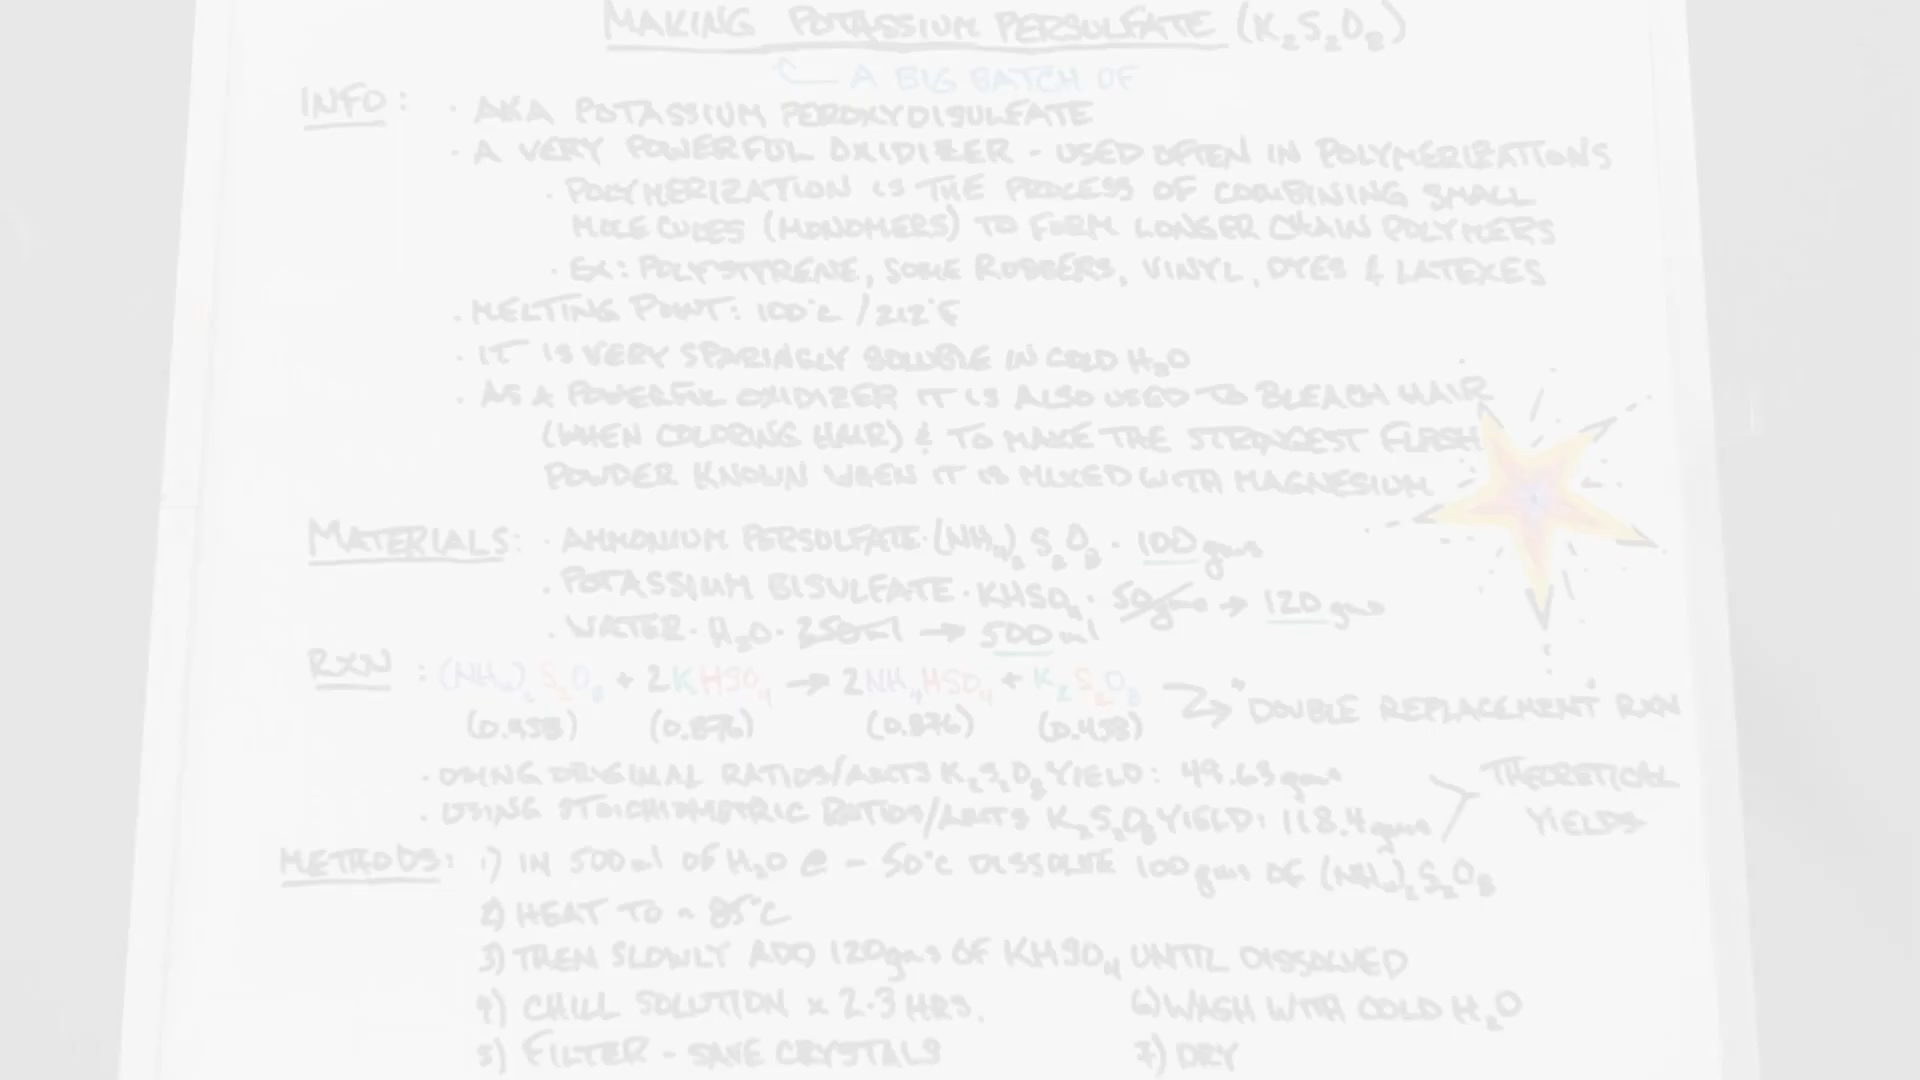 MAKING POTASSIUM PERSULFATE (K2S2O8)
A BIG BATCH OF
INFO: · AKA POTASSIUM PEROXYDISULFATE
· A VERY POWERFUL OXIDIZER - USED OFTEN IN POLYMERIZATIONS
· POLYMERIZATION IS THE PROCESS OF COMBINING SMALL
MOLECULES (MONOMERS) TO FORM LONGER CHAIN POLYMERS
· EX: POLYSTYRENE, SOME RUBBERS, VINYL, DYES & LATEXES
· MELTING POINT: 100°C / 212°F
· IT IS VERY SPARINGLY SOLUBLE IN COLD H2O
· AS A POWERFUL OXIDIZER IT IS ALSO USED TO BLEACH HAIR
(WHEN COLORING HAIR) & TO MAKE THE STRONGEST FLASH
POWDER KNOWN WHEN IT IS MIXED WITH MAGNESIUM
MATERIALS: · AMMONIUM PERSULFATE · (NH4)2S2O8 · 100 gms
· POTASSIUM BISULFATE · KHSO4 · 50 gms → 120 gms
· WATER · H2O · 250 ml → 500 ml
RXN: (NH4)2S2O8 + 2KHSO4 → 2NH4HSO4 + K2S2O8 DOUBLE REPLACEMENT RXN
(0.438) (0.876) (0.876) (0.438)
· USING ORIGINAL RATIOS/AMTS K2S2O8 YIELD: 49.63 gms THEORETICAL
· USING STOICHIOMETRIC RATIOS/AMTS K2S2O8 YIELD: 118.4 gms YIELDS
METHODS: 1) IN 500 ml OF H2O @ ~ 50°C DISSOLVE 100 gms OF (NH4)2S2O8
2) HEAT TO ~ 85°C
3) THEN SLOWLY ADD 120 gms OF KHSO4 UNTIL DISSOLVED
4) CHILL SOLUTION x 2-3 HRS. 6) WASH WITH COLD H2O
5) FILTER - SAVE CRYSTALS 7) DRY